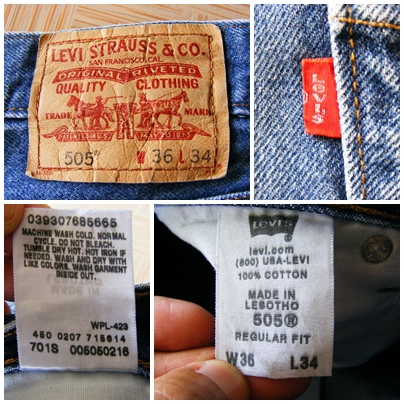 LEVI STRAUSS & CO.
SAN FRANCISCO, CAL.
ORIGINAL RIVETED
QUALITY CLOTHING
TRADE MARK
505™ W 36 L 34
LEVI'S
039307685665
MACHINE WASH COLD, NORMAL
CYCLE. DO NOT BLEACH.
TUMBLE DRY HOT. HOT IRON IF
NEEDED. WASH AND DRY WITH
LIKE COLORS. WASH GARMENT
INSIDE OUT.
WPL-423
450 0207 715614
701S 005050216
Levi's
levi.com
(800) USA-LEVI
100% COTTON
MADE IN
LESOTHO
505®
REGULAR FIT
W36 L34